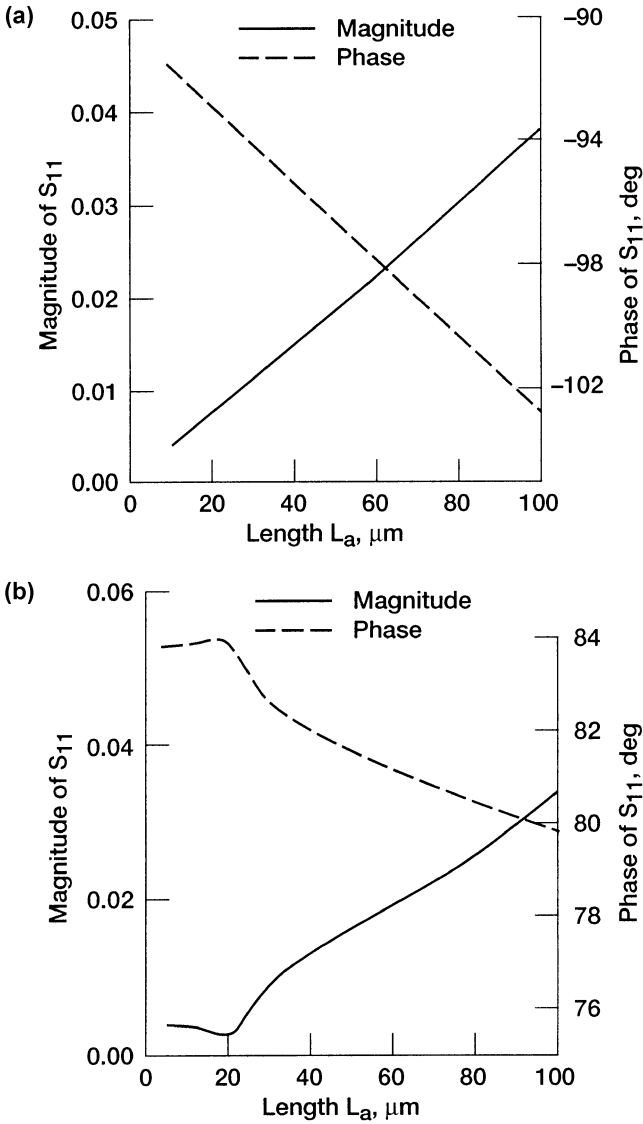 (a)
Magnitude
Phase
0.05
0.04
0.03
0.02
0.01
0.00
Magnitude of S11
–90
–94
–98
–102
Phase of S11, deg
0
20
40
60
80
100
Length La, μm
(b)
Magnitude
Phase
0.06
0.04
0.02
0.00
Magnitude of S11
84
82
80
78
76
Phase of S11, deg
0
20
40
60
80
100
Length La, μm